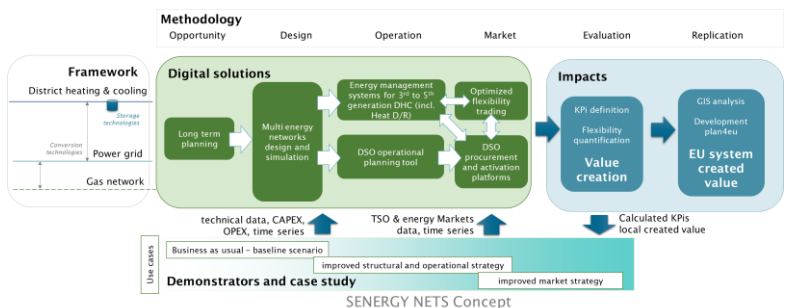 Methodology
Opportunity
Design
Operation
Market
Evaluation
Replication
Framework
District heating & cooling
Storage
technologies
Conversion
technologies
Power grid
Gas network
Digital solutions
Long term
planning
Multi energy
networks
design and
simulation
Energy management
systems for 3rd to 5th
generation DHC (incl.
Heat D/R)
DSO operational
planning tool
Optimized
flexibility
trading
DSO
procurement
and activation
platforms
Impacts
KPI definition
Flexibility
quantification
Value
creation
GIS analysis
Development
plan4eu
EU system
created
value
technical data, CAPEX,
OPEX, time series
TSO & energy Markets
data, time series
Calculated KPIs
local created value
Use cases
Business as usual – baseline scenario
improved structural and operational strategy
improved market strategy
Demonstrators and case study
SENERGY NETS Concept